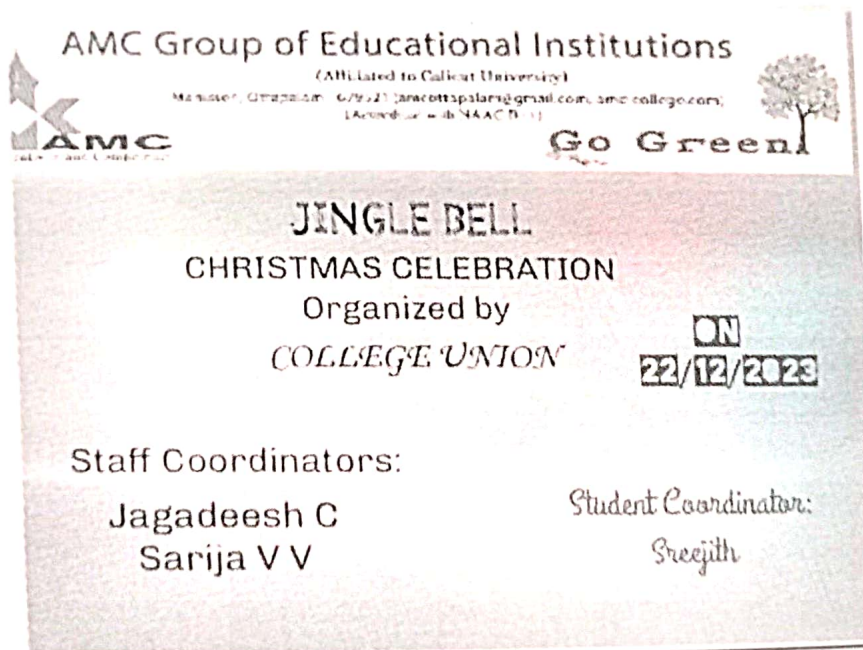 AMC Group of Educational Institutions
(Affiliated to Calicut University)
AMC
Go Green
JINGLE BELL
CHRISTMAS CELEBRATION
Organized by
COLLEGE UNION
ON
22/12/2023
Staff Coordinators:
Jagadeesh C
Sarija V V
Student Coordinator:
Sreejith